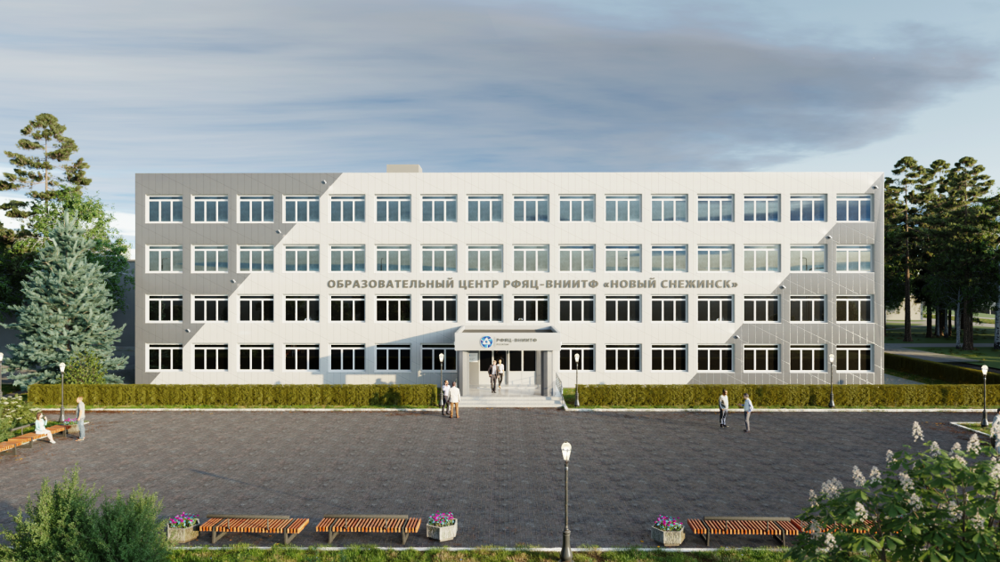 ОБРАЗОВАТЕЛЬНЫЙ ЦЕНТР РФЯЦ-ВНИИТФ «НОВЫЙ СНЕЖИНСК»
РФЯЦ-ВНИИТФ